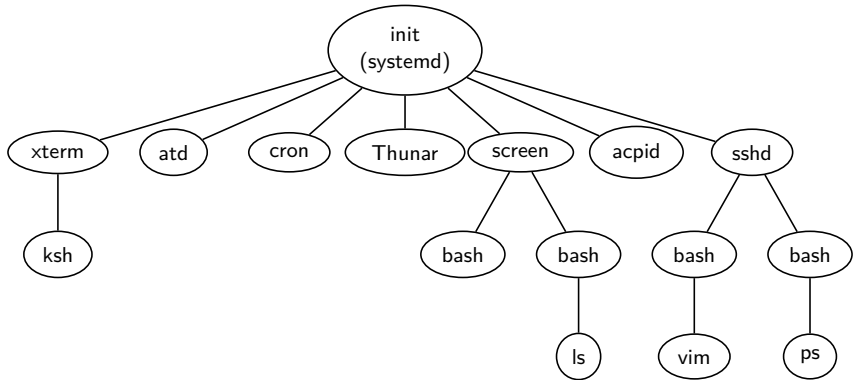 init
(systemd)
xterm
atd
cron
Thunar
screen
acpid
sshd
ksh
bash
bash
bash
bash
ls
vim
ps